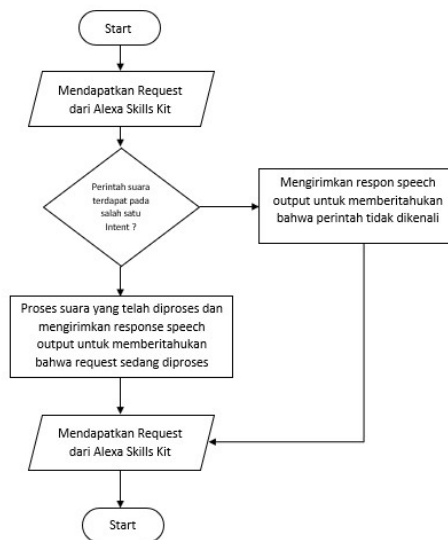 Start
Mendapatkan Request
dari Alexa Skills Kit
Perintah suara
terdapat pada
salah satu
Intent ?
Mengirimkan respon speech
output untuk memberitahukan
bahwa perintah tidak dikenali
Proses suara yang telah diproses dan
mengirimkan response speech
output untuk memberitahukan
bahwa request sedang diproses
Mendapatkan Request
dari Alexa Skills Kit
Start